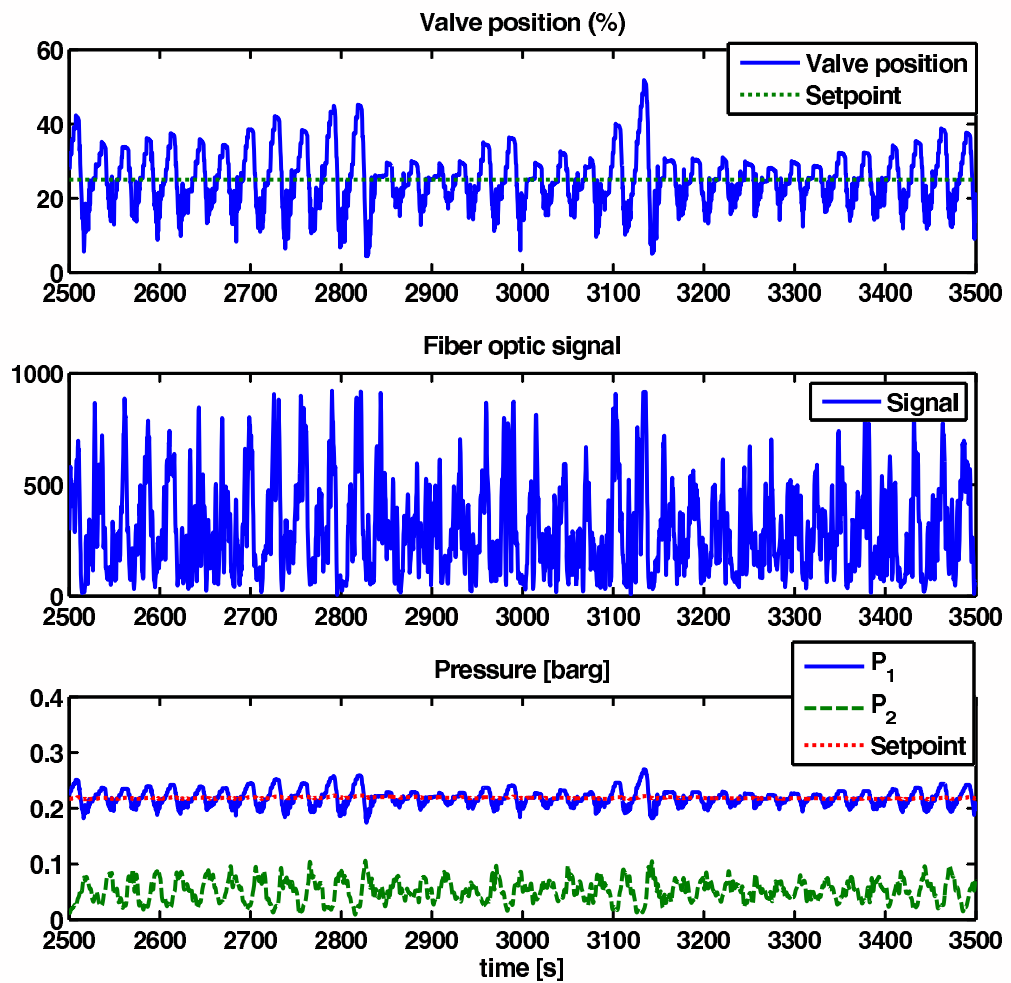 Valve position (%)
60
40
20
0
Valve position
Setpoint
2500 2600 2700 2800 2900 3000 3100 3200 3300 3400 3500
Fiber optic signal
1000
500
0
Signal
2500 2600 2700 2800 2900 3000 3100 3200 3300 3400 3500
Pressure [barg]
0.4
0.3
0.2
0.1
0
P1
P2
Setpoint
2500 2600 2700 2800 2900 3000 3100 3200 3300 3400 3500
time [s]